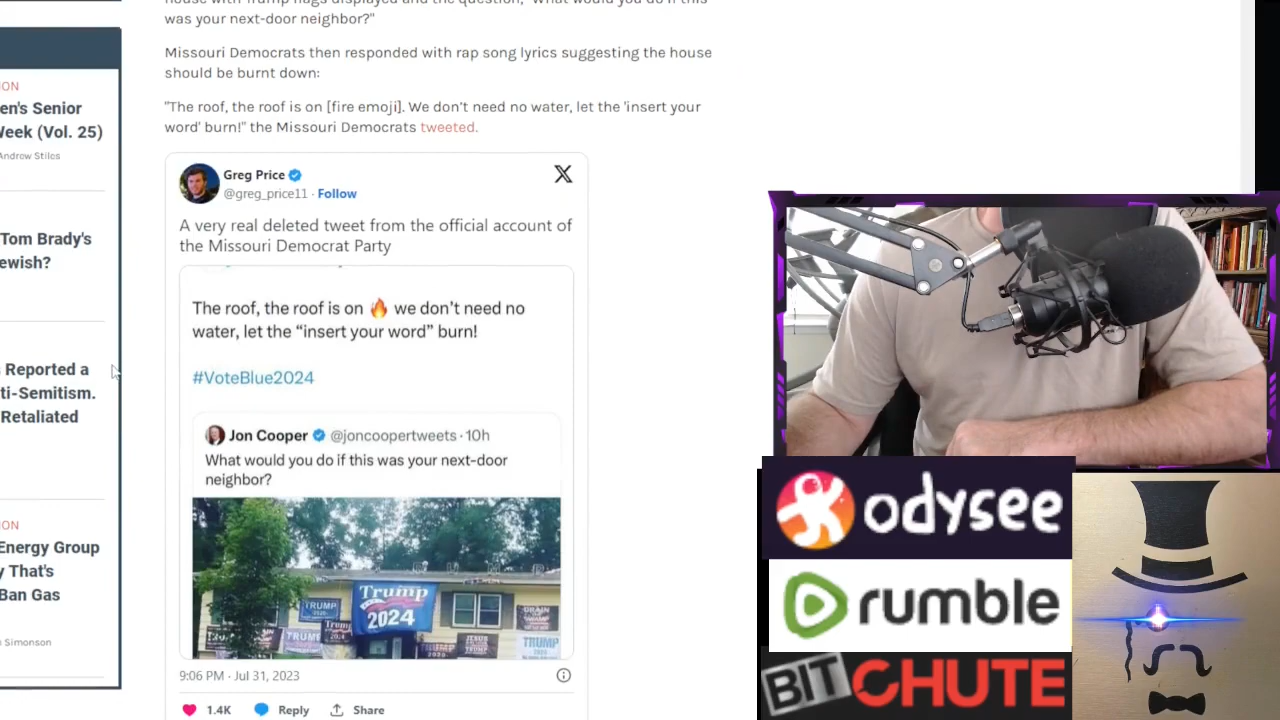 was your next-door neighbor?"
Missouri Democrats then responded with rap song lyrics suggesting the house
should be burnt down:
"The roof, the roof is on [fire emoji]. We don't need no water, let the 'insert your
word' burn!" the Missouri Democrats tweeted.
ION
en's Senior
Week (Vol. 25)
Andrew Stiles
Tom Brady's
ewish?
Reported a
ti-Semitism.
Retaliated
ION
Energy Group
y That's
Ban Gas
Simonson
Greg Price
@greg_price11 · Follow
X
A very real deleted tweet from the official account of
the Missouri Democrat Party
The roof, the roof is on 🔥 we don't need no
water, let the “insert your word” burn!
#VoteBlue2024
Jon Cooper @joncoopertweets · 10h
What would you do if this was your next-door
neighbor?
TRUMP
Trump
2024
TRUMP
TRUMP
9:06 PM · Jul 31, 2023
1.4K Reply Share
odysee
rumble
BITCHUTE